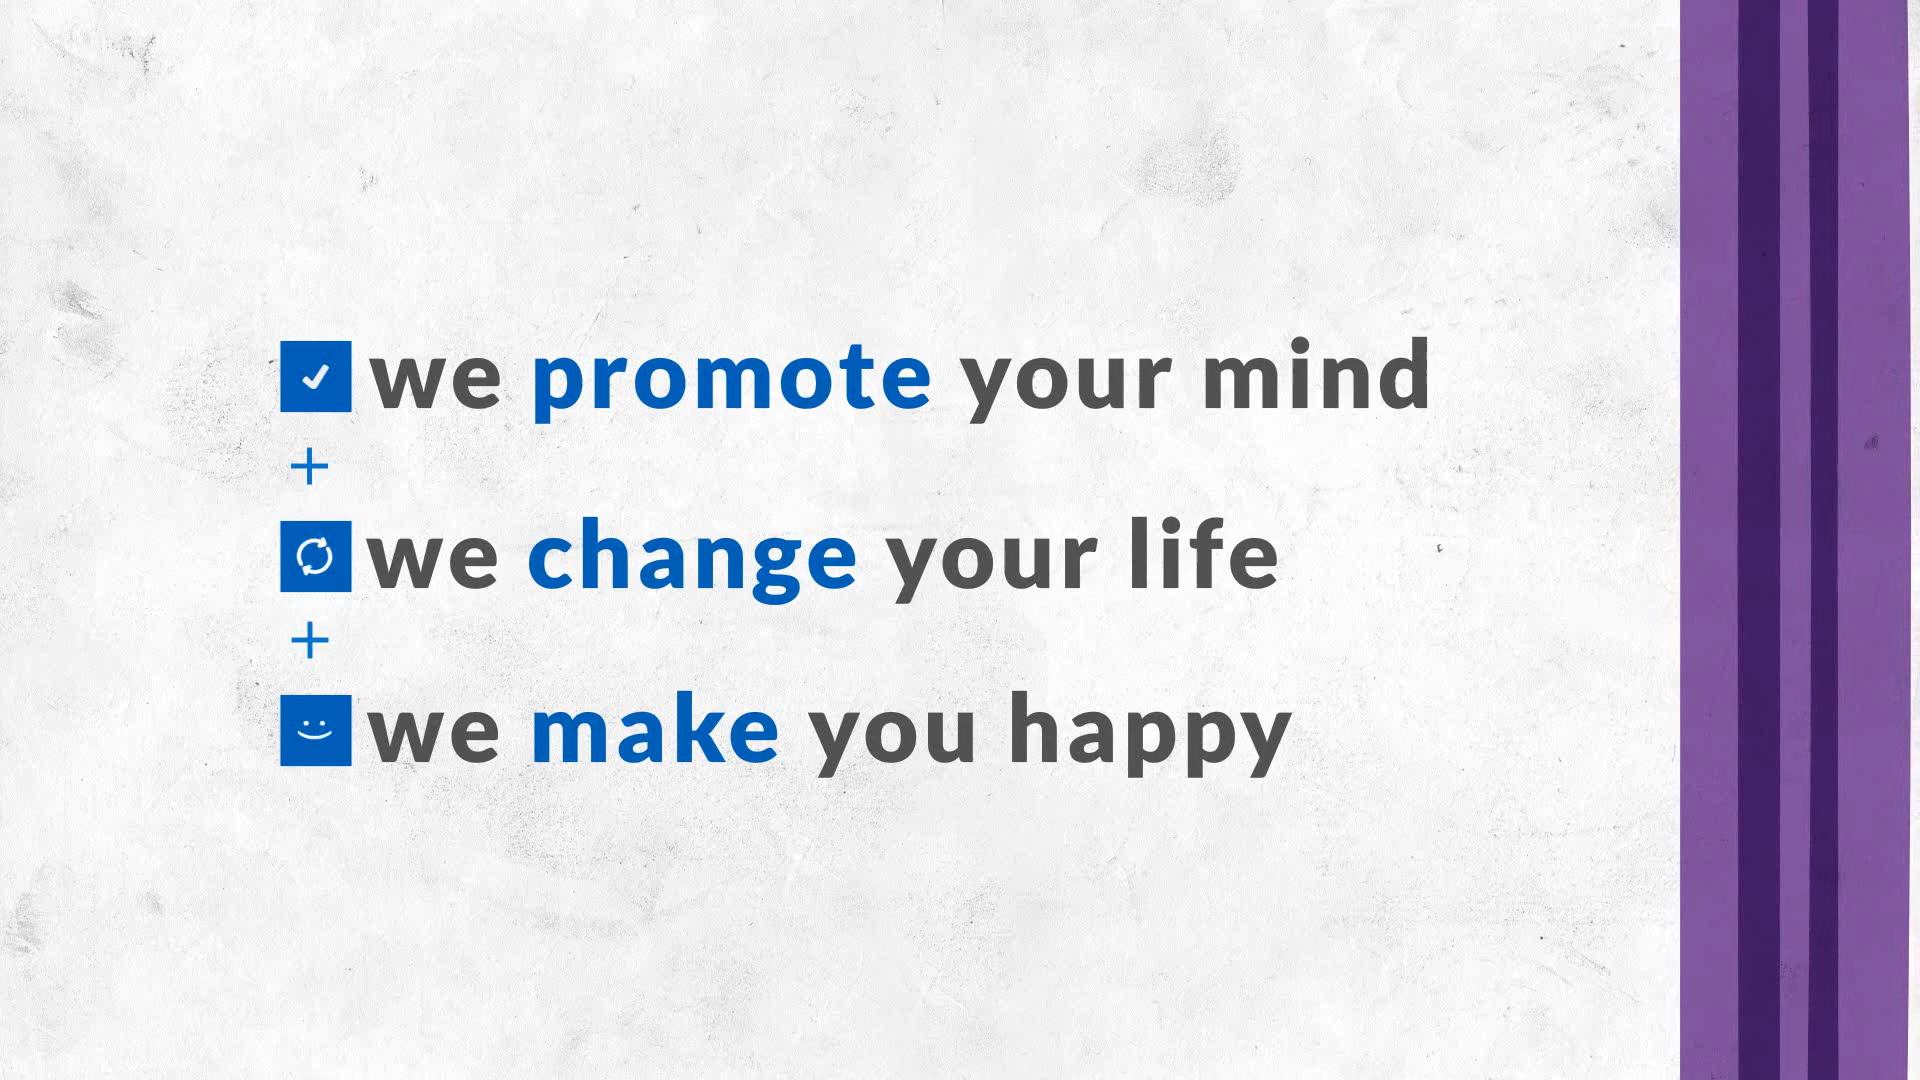 we promote your mind
+
we change your life
+
we make you happy